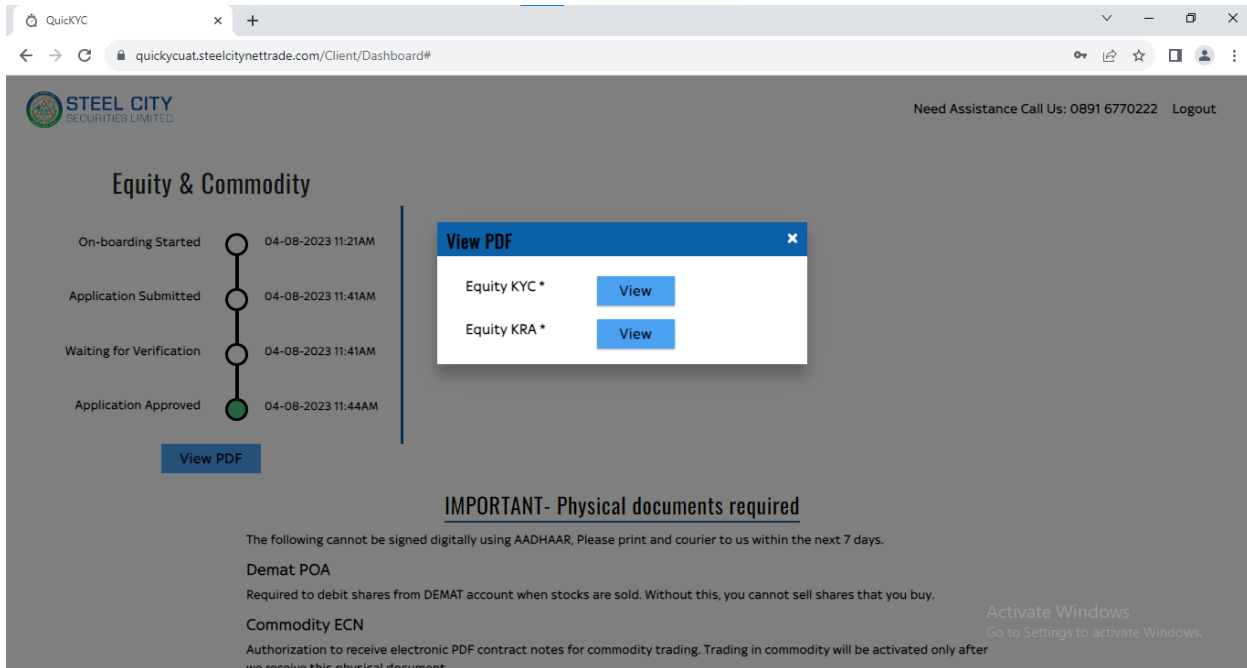 QuicKYC
quickycuat.steelcitynettrade.com/Client/Dashboard#
STEEL CITY
SECURITIES LIMITED
Need Assistance Call Us: 0891 6770222 Logout
Equity & Commodity
On-boarding Started 04-08-2023 11:21AM
Application Submitted 04-08-2023 11:41AM
Waiting for Verification 04-08-2023 11:41AM
Application Approved 04-08-2023 11:44AM
View PDF
View PDF
Equity KYC * View
Equity KRA * View
IMPORTANT- Physical documents required
The following cannot be signed digitally using AADHAAR, Please print and courier to us within the next 7 days.
Demat POA
Required to debit shares from DEMAT account when stocks are sold. Without this, you cannot sell shares that you buy.
Commodity ECN
Authorization to receive electronic PDF contract notes for commodity trading. Trading in commodity will be activated only after
we receive this physical document.
Activate Windows
Go to Settings to activate Windows.